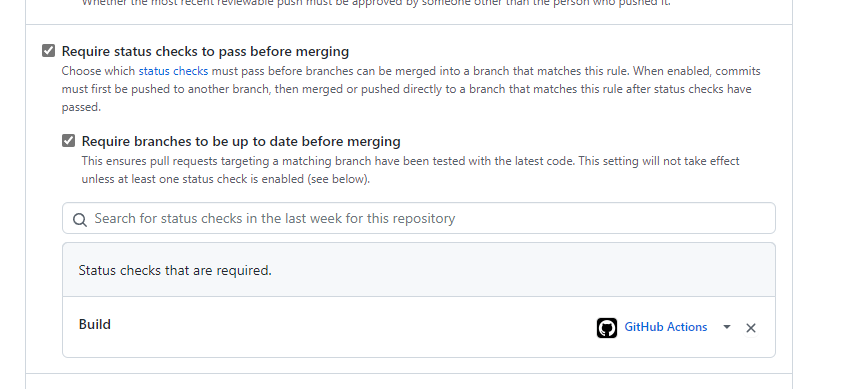 Whether the most recent reviewable push must be approved by someone other than the person who pushed it.
Require status checks to pass before merging
Choose which status checks must pass before branches can be merged into a branch that matches this rule. When enabled, commits
must first be pushed to another branch, then merged or pushed directly to a branch that matches this rule after status checks have
passed.
Require branches to be up to date before merging
This ensures pull requests targeting a matching branch have been tested with the latest code. This setting will not take effect
unless at least one status check is enabled (see below).
Search for status checks in the last week for this repository
Status checks that are required.
Build
GitHub Actions